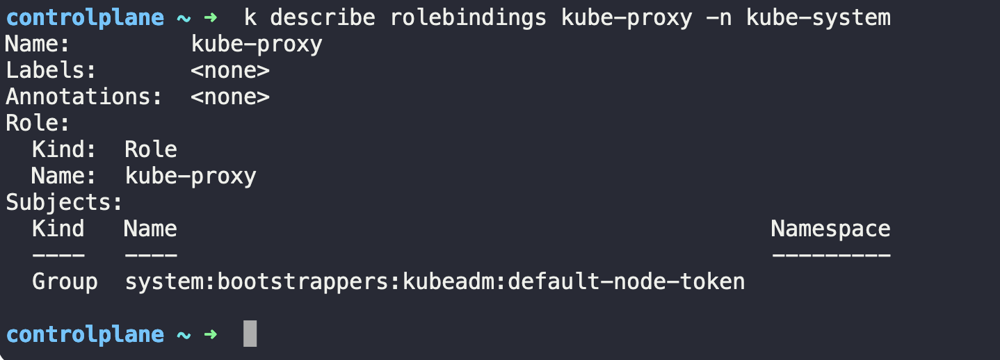 controlplane ~ ➜  k describe rolebindings kube-proxy -n kube-system
Name:         kube-proxy
Labels:       <none>
Annotations:  <none>
Role:
  Kind:  Role
  Name:  kube-proxy
Subjects:
  Kind   Name                                             Namespace
  ----   ----                                             ---------
  Group  system:bootstrappers:kubeadm:default-node-token
controlplane ~ ➜